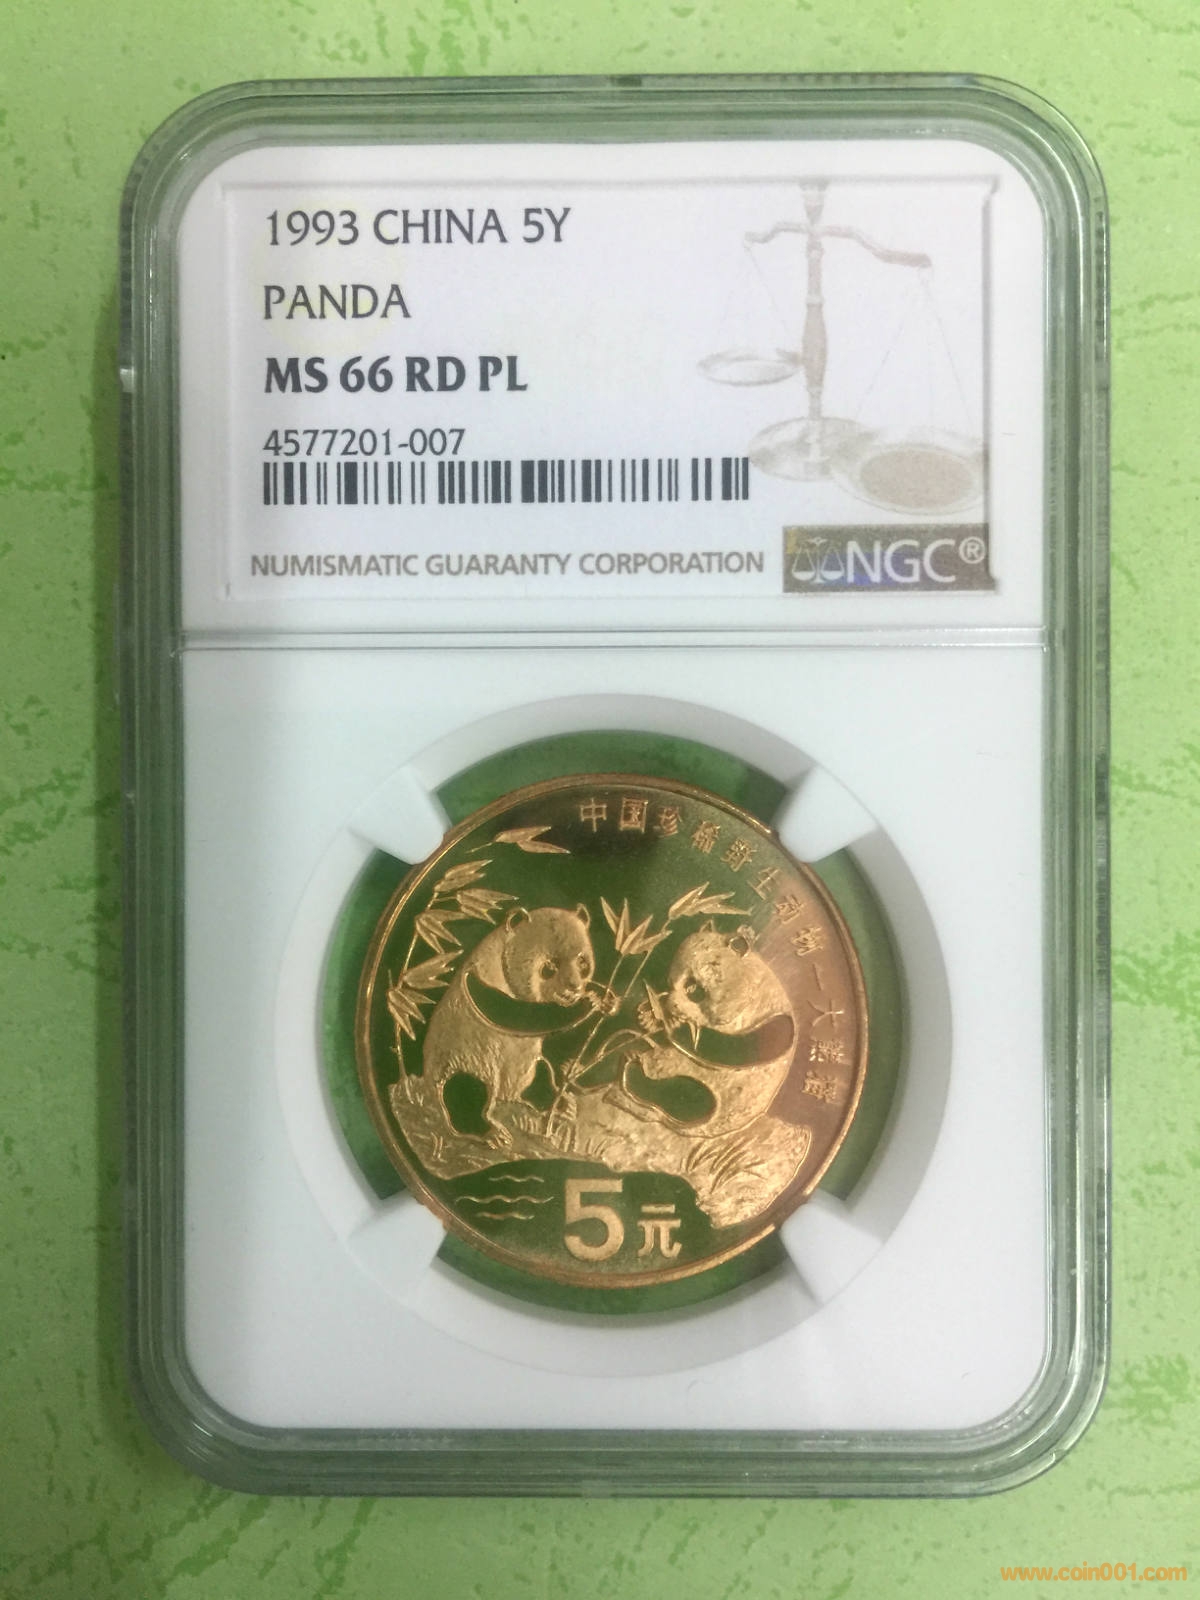 1993 CHINA 5Y
PANDA
MS 66 RD PL
4577201-007
NUMISMATIC GUARANTY CORPORATION
NGC®
中国珍稀野生动物—大熊猫
5元
www.coin001.com